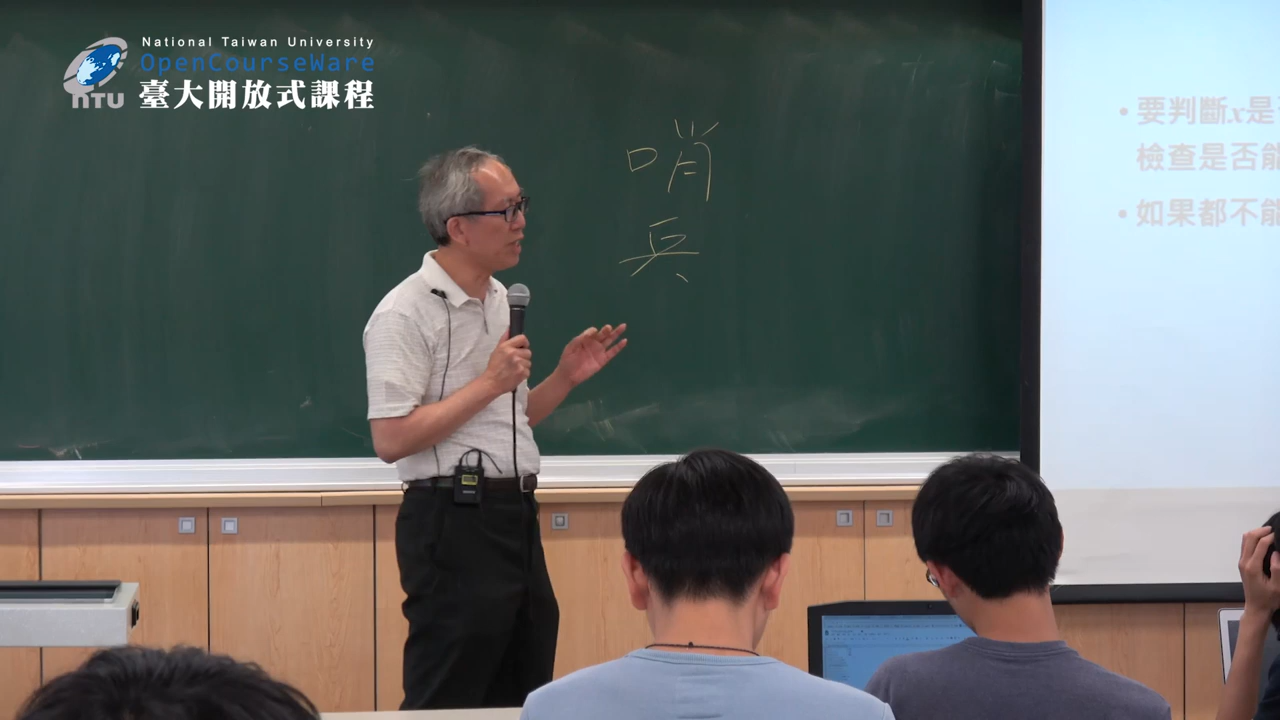 National Taiwan University
OpenCourseWare
臺大開放式課程
NTU
哨
兵
• 要判斷x是
檢查是否能
• 如果都不能